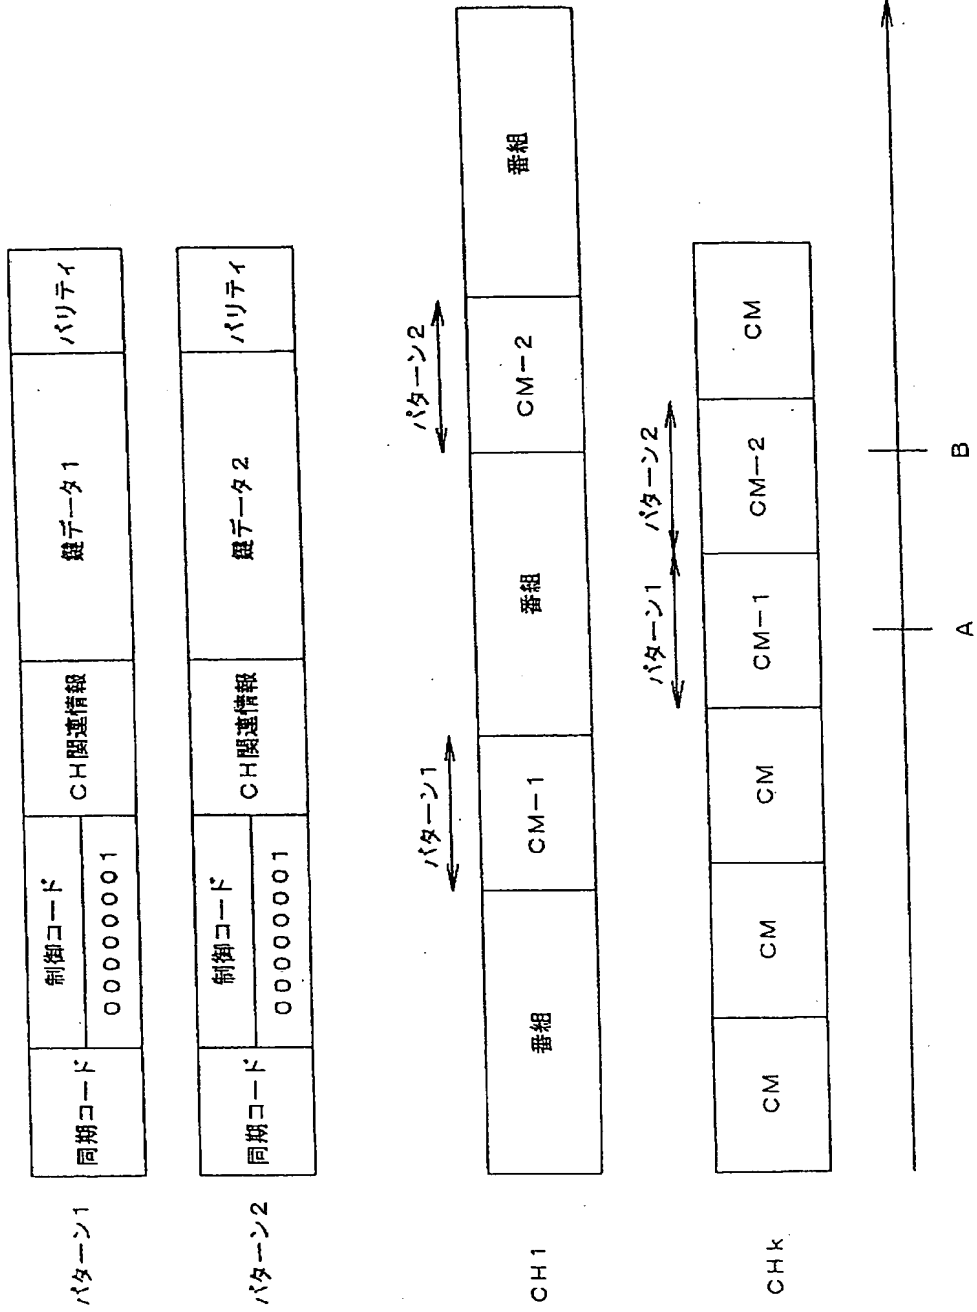 パターン1
同期コード
制御コード
00000001
CH関連情報
鍵データ1
パリティ
パターン2
同期コード
制御コード
00000001
CH関連情報
鍵データ2
パリティ
パターン1
パターン2
CH1
番組
CM-1
番組
CM-2
番組
パターン1
パターン2
CHk
CM
CM
CM
CM-1
CM-2
CM
A
B